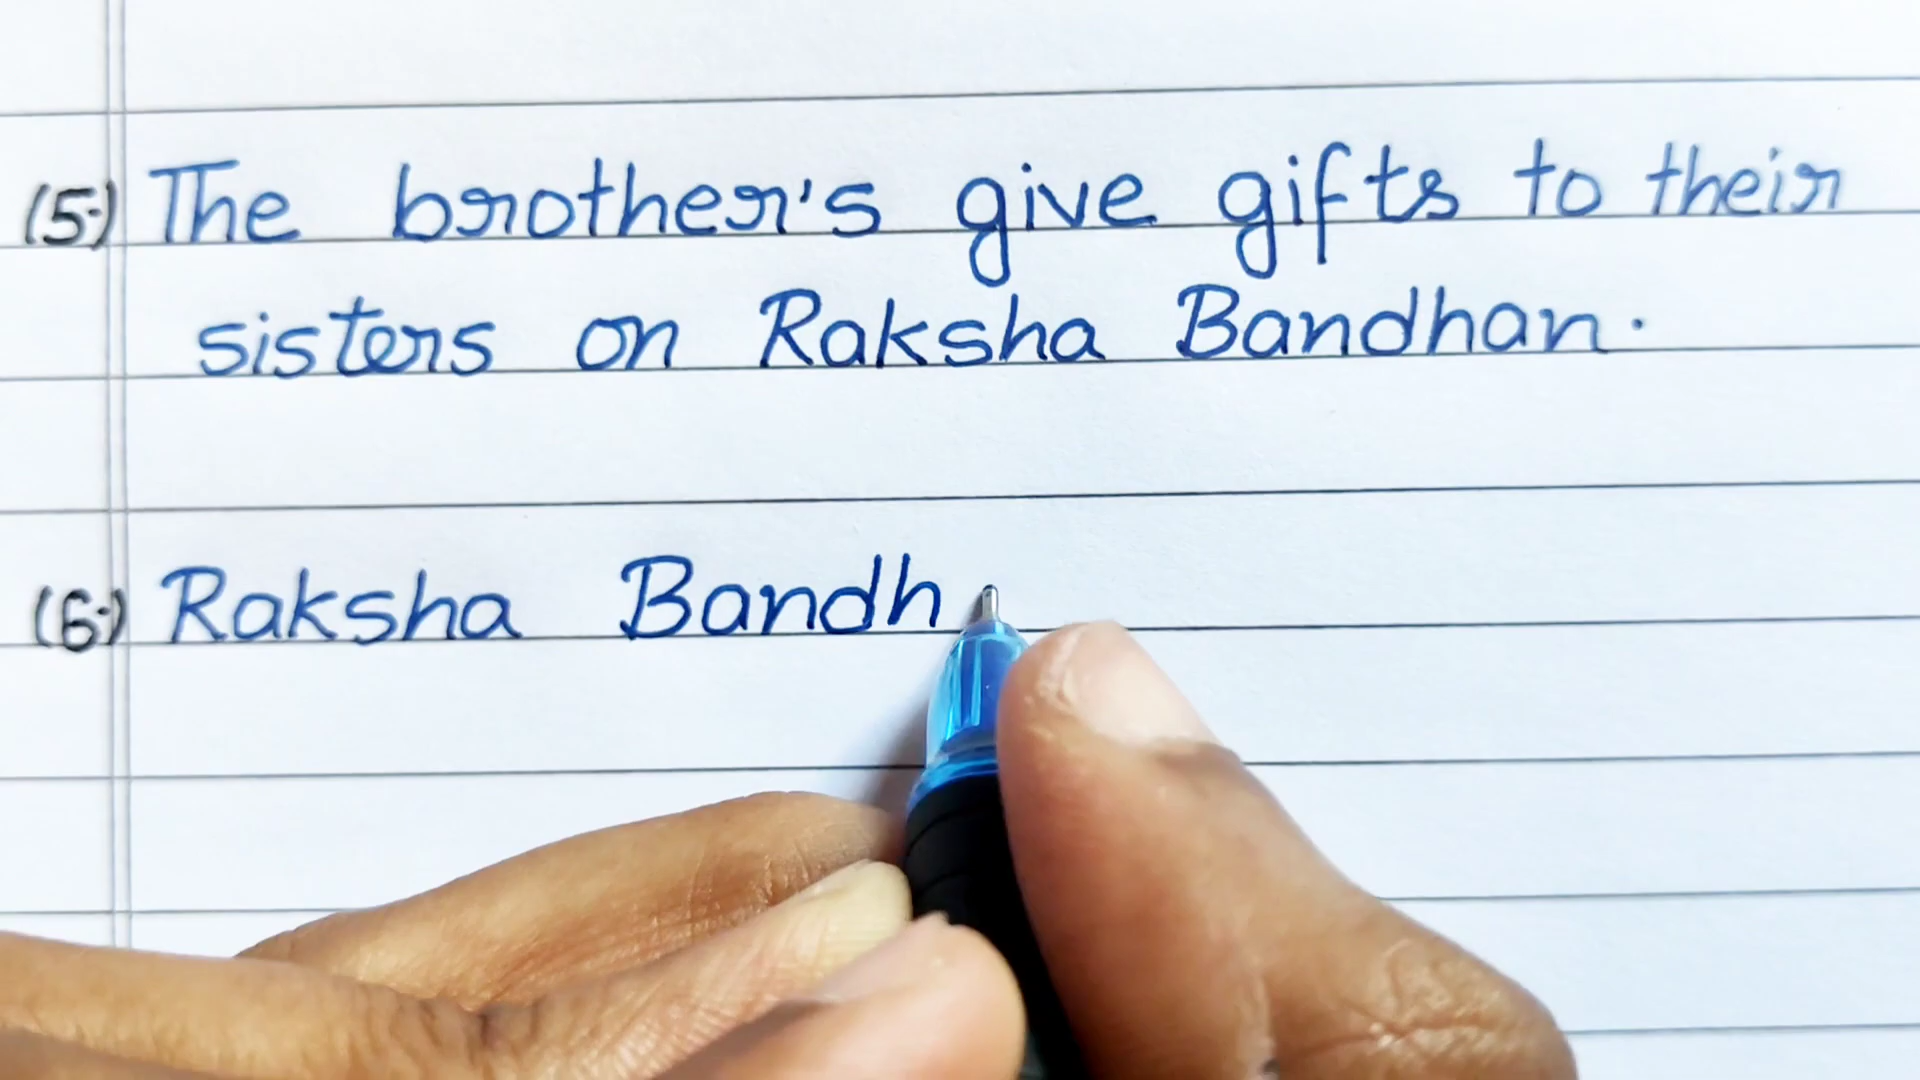 (5.) The brother's give gifts to their
sisters on Raksha Bandhan.
(6.) Raksha Bandh